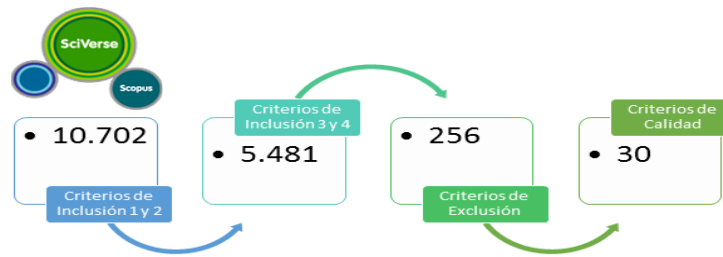 SciVerse
Scopus
• 10.702
Criterios de
Inclusión 1 y 2
Criterios de
Inclusión 3 y 4
• 5.481
• 256
Criterios de
Exclusión
Criterios de
Calidad
• 30